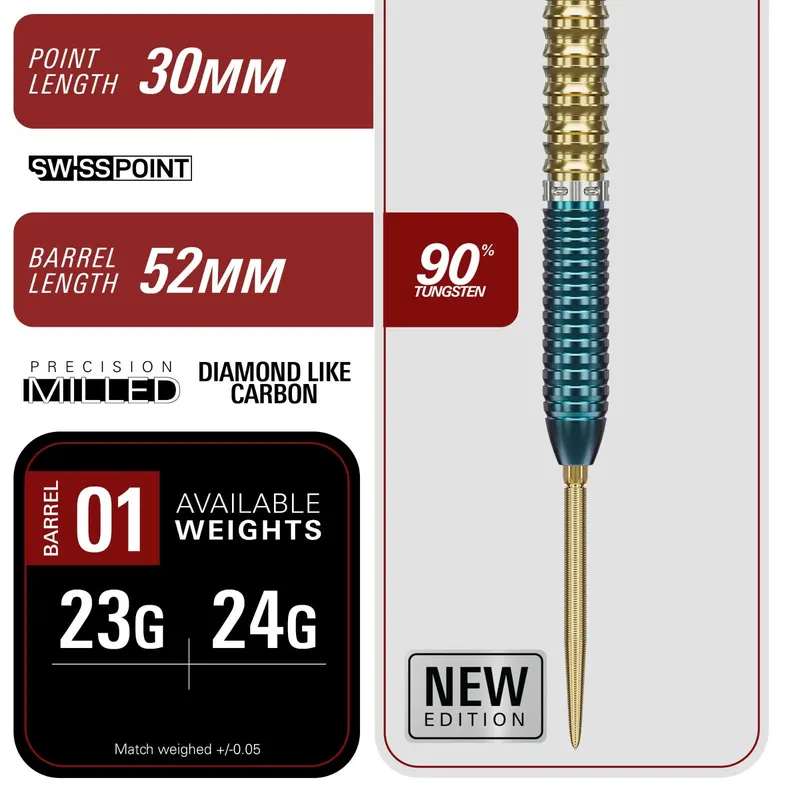 POINT
LENGTH
30MM
SWISSPOINT
BARREL
LENGTH
52MM
90%
TUNGSTEN
PRECISION
MILLED
DIAMOND LIKE
CARBON
BARREL
01
AVAILABLE
WEIGHTS
23G
24G
Match weighed +/-0.05
NEW
EDITION